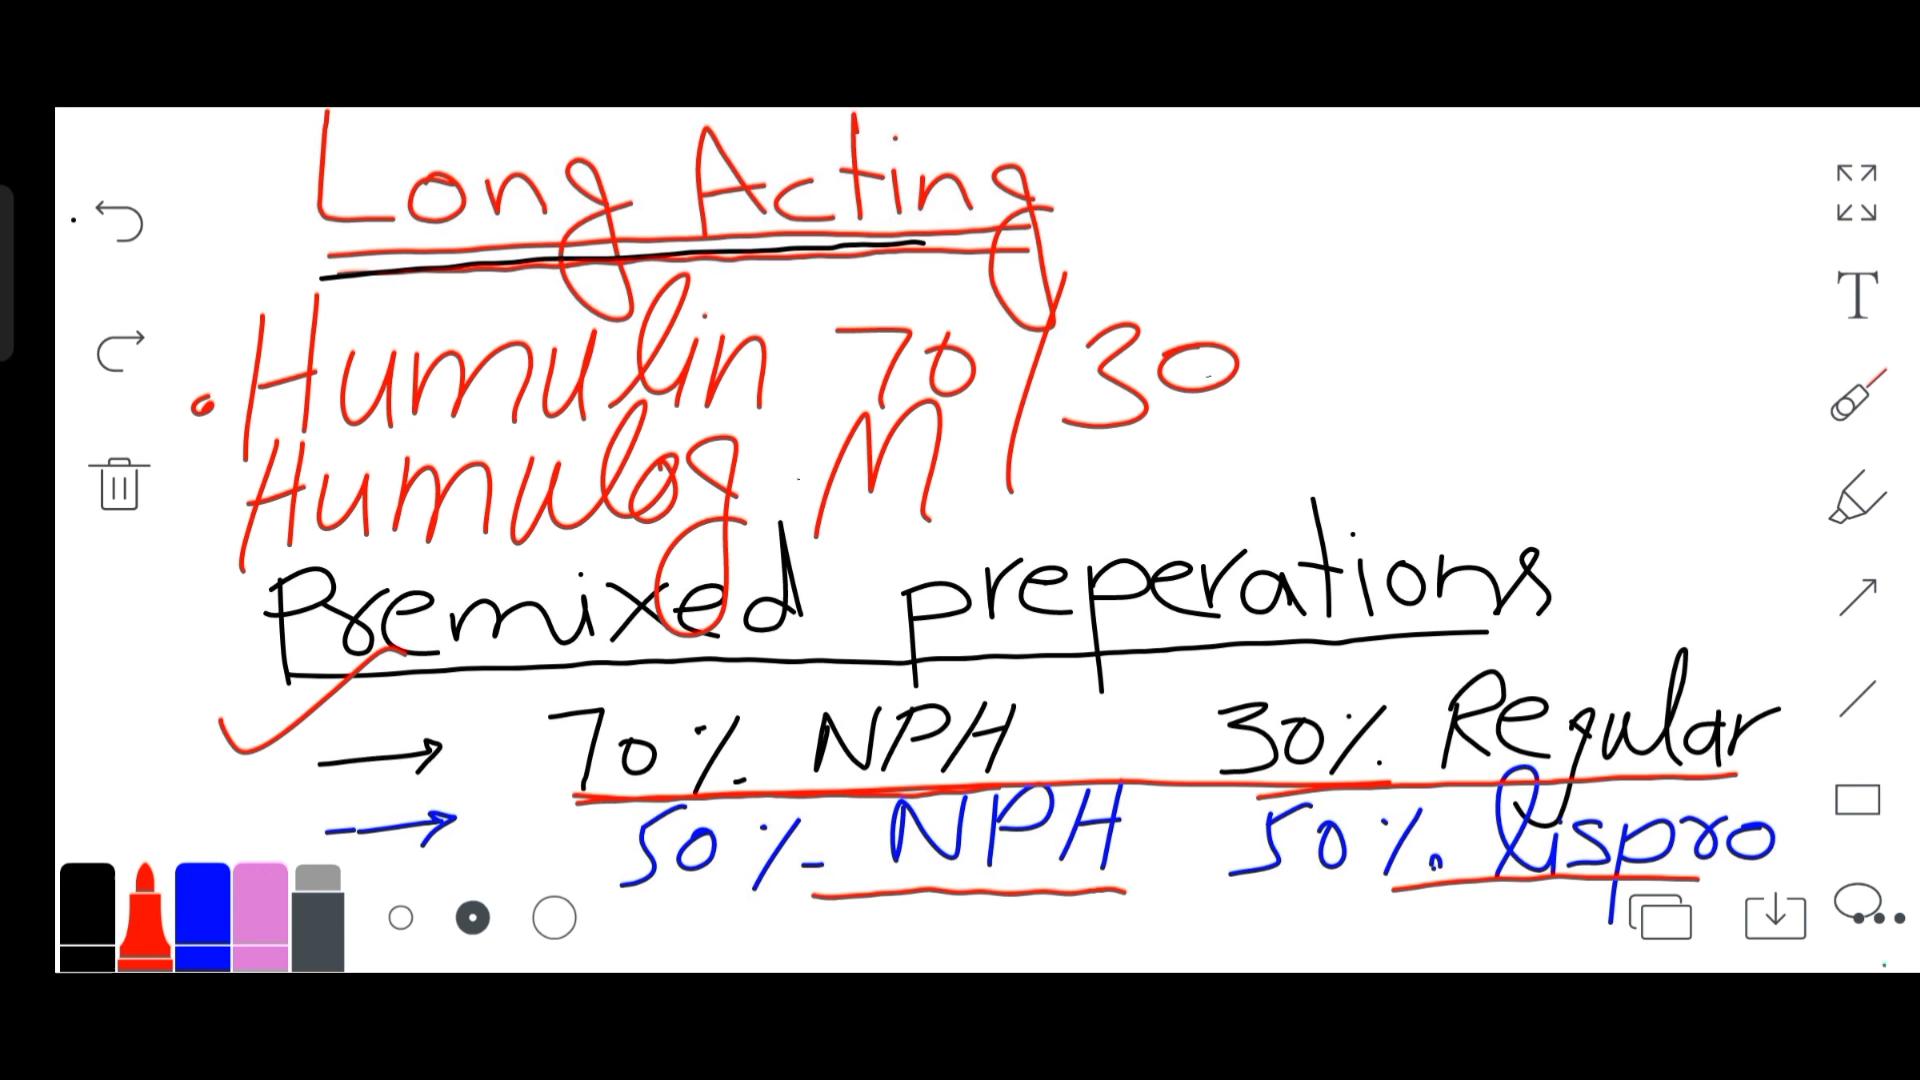 Long Acting
. Humulin 70/30
Humulog M
Premixed preperations
→ 70% NPH 30% Regular
→ 50% NPH 50% lispro
T